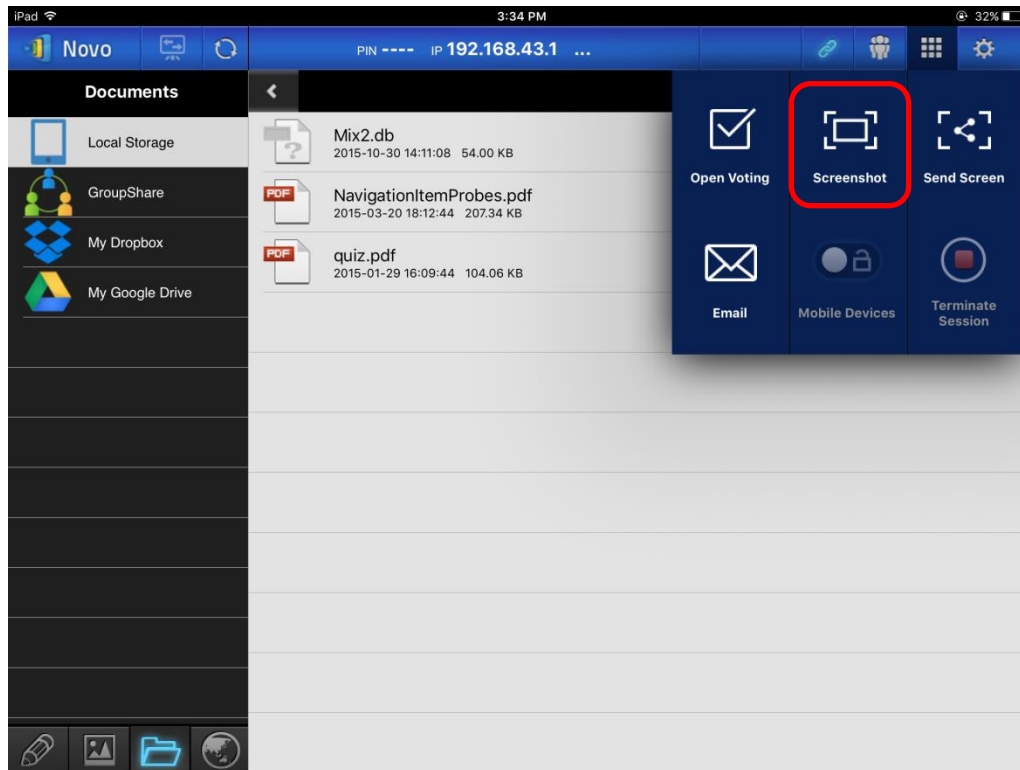 iPad
3:34 PM
32%
Novo
PIN ---- IP 192.168.43.1 ...
Documents
Local Storage
GroupShare
My Dropbox
My Google Drive
Mix2.db
2015-10-30 14:11:08 54.00 KB
PDF
NavigationItemProbes.pdf
2015-03-20 18:12:44 207.34 KB
PDF
quiz.pdf
2015-01-29 16:09:44 104.06 KB
Open Voting
Screenshot
Send Screen
Email
Mobile Devices
Terminate
Session